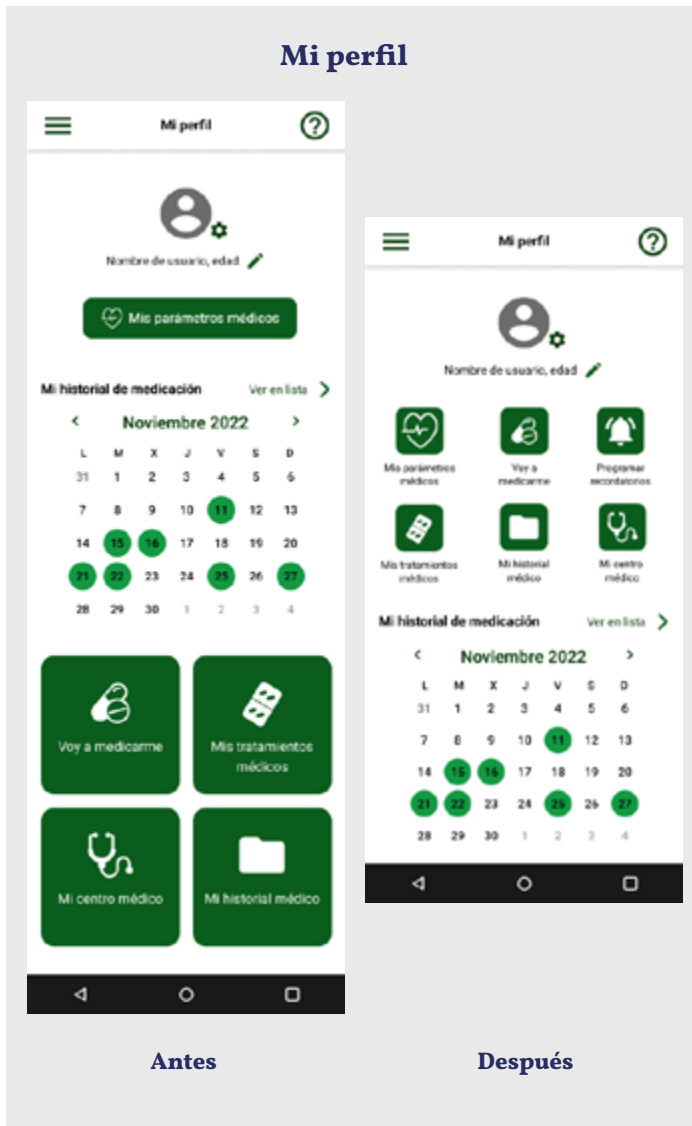 Mi perfil
Mi perfil
Nombre de usuario, edad
Mis parámetros médicos
Mi historial de medicación Ver en lista
Noviembre 2022
L M X J V S D
31 1 2 3 4 5 6
7 8 9 10 11 12 13
14 15 16 17 18 19 20
21 22 23 24 25 26 27
28 29 30 1 2 3 4
Voy a medicarme
Mis tratamientos
médicos
Mi centro médico
Mi historial médico
Antes
Mi perfil
Nombre de usuario, edad
Mis parámetros
médicos
Voy a
medicarme
Programar
recordatorios
Mis tratamientos
médicos
Mi historial
médico
Mi centro
médico
Mi historial de medicación Ver en lista
Noviembre 2022
L M X J V S D
31 1 2 3 4 5 6
7 8 9 10 11 12 13
14 15 16 17 18 19 20
21 22 23 24 25 26 27
28 29 30 1 2 3 4
Después